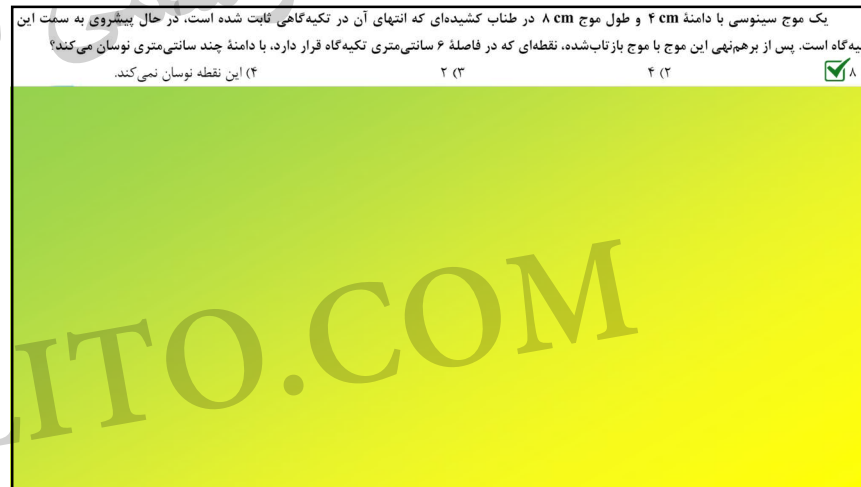 یک موج سینوسی با دامنهٔ ۴ cm و طول موج ۸ cm در طناب کشیده‌ای که انتهای آن در تکیه‌گاهی ثابت شده است، در حال پیشروی به سمت این
یه‌گاه است. پس از برهم‌نهی این موج با موج بازتاب‌شده، نقطه‌ای که در فاصلهٔ ۶ سانتی‌متری تکیه‌گاه قرار دارد، با دامنهٔ چند سانتی‌متری نوسان می‌کند؟
۸ ۲) ۴ ۳) ۲ ۴) این نقطه نوسان نمی‌کند.
LITO.COM